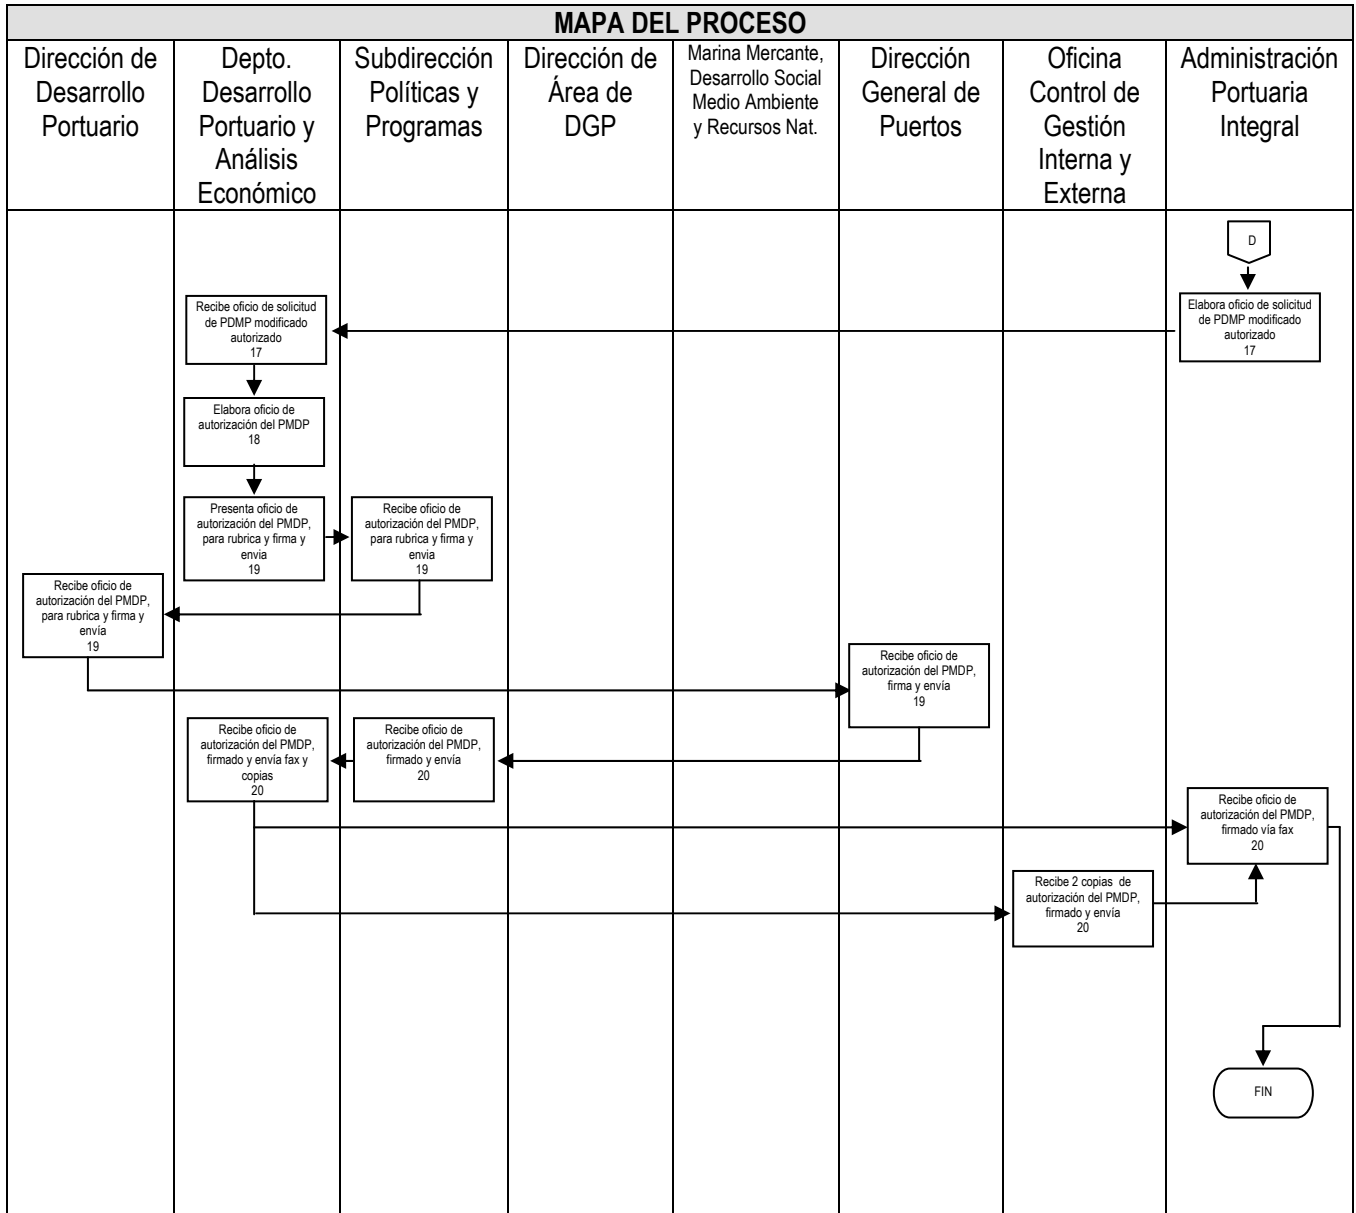 MAPA DEL PROCESO
Dirección de
Desarrollo
Portuario
Depto.
Desarrollo
Portuario y
Análisis
Económico
Subdirección
Políticas y
Programas
Dirección de
Área de
DGP
Marina Mercante,
Desarrollo Social
Medio Ambiente
y Recursos Nat.
Dirección
General de
Puertos
Oficina
Control de
Gestión
Interna y
Externa
Administración
Portuaria
Integral
D
Elabora oficio de solicitud
de PDMP modificado
autorizado
17
Recibe oficio de solicitud
de PDMP modificado
autorizado
17
Elabora oficio de
autorización del PMDP
18
Presenta oficio de
autorización del PMDP,
para rubrica y firma y
envia
19
Recibe oficio de
autorización del PMDP,
para rubrica y firma y
envia
19
Recibe oficio de
autorización del PMDP,
para rubrica y firma y
envía
19
Recibe oficio de
autorización del PMDP,
firma y envía
19
Recibe oficio de
autorización del PMDP,
firmado y envía fax y
copias
20
Recibe oficio de
autorización del PMDP,
firmado y envía
20
Recibe oficio de
autorización del PMDP,
firmado vía fax
20
Recibe 2 copias de
autorización del PMDP,
firmado y envía
20
FIN